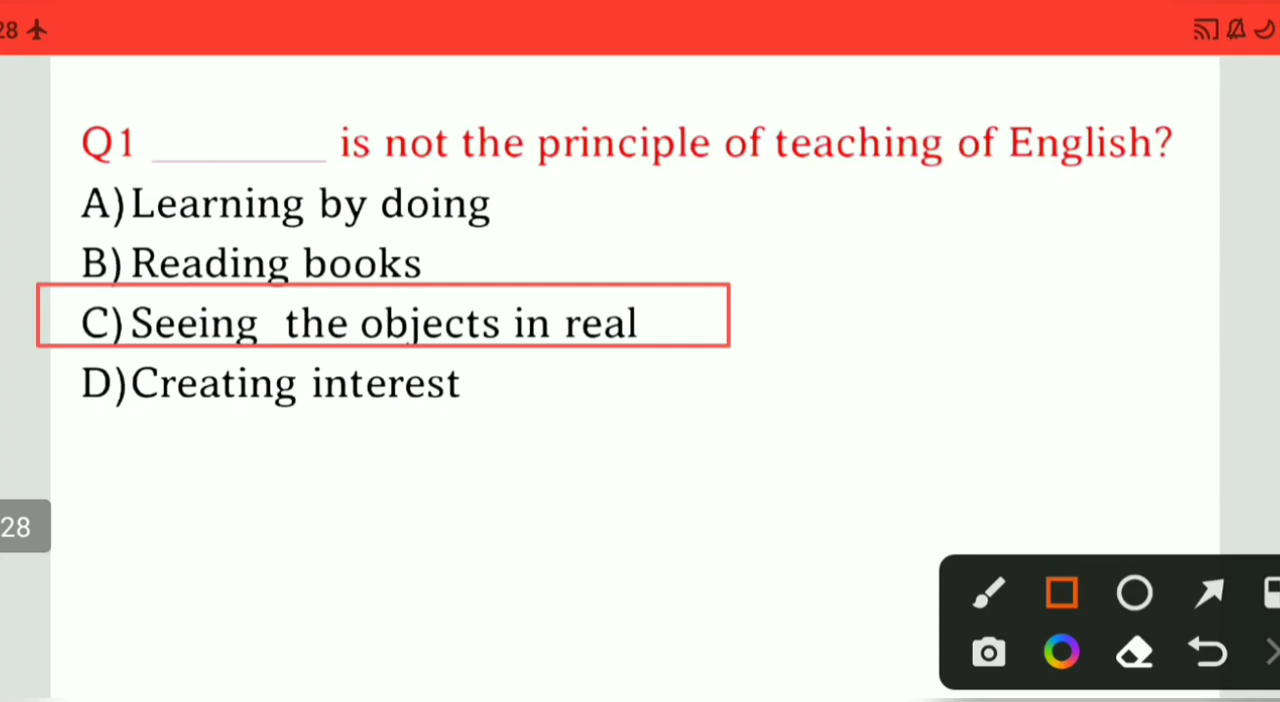 28
Q1 ________ is not the principle of teaching of English?
A) Learning by doing
B) Reading books
C) Seeing the objects in real
D) Creating interest
28